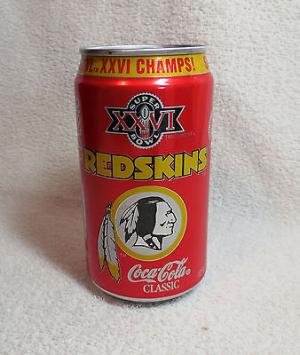 XXVI CHAMPS!
SUPER
XXVI
BOWL
REDSKINS
Coca-Cola
CLASSIC